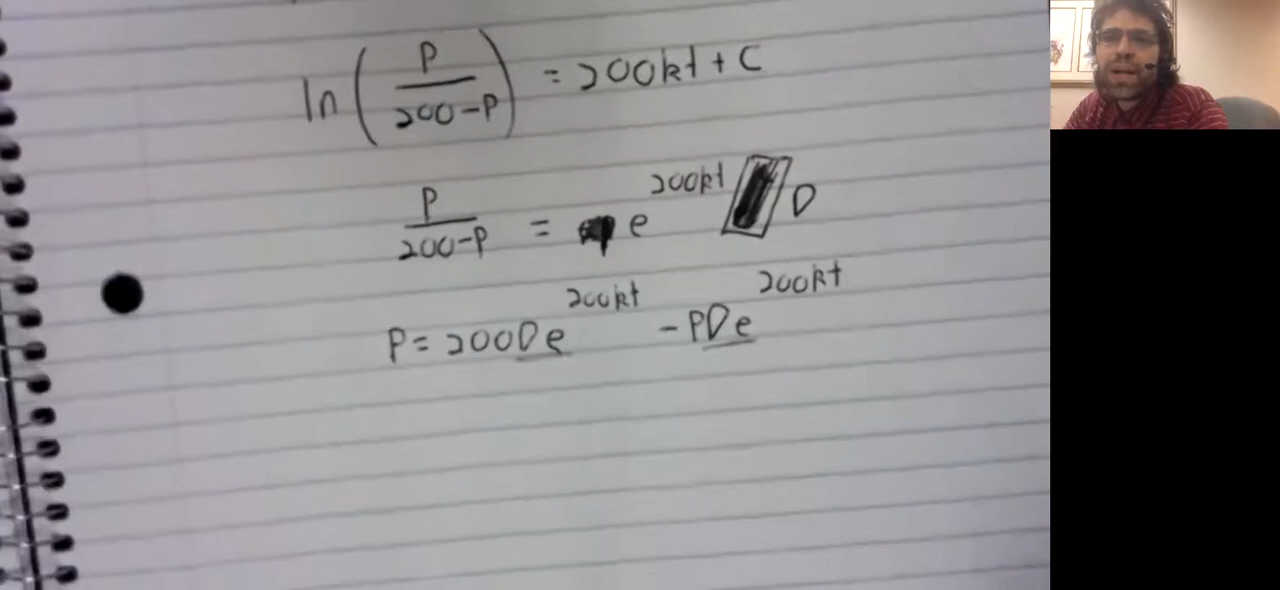 ln(P/(200-P)) = 200kt + C
P/(200-P) = e^200kt D
P = 200De^200kt - PDe^200kt